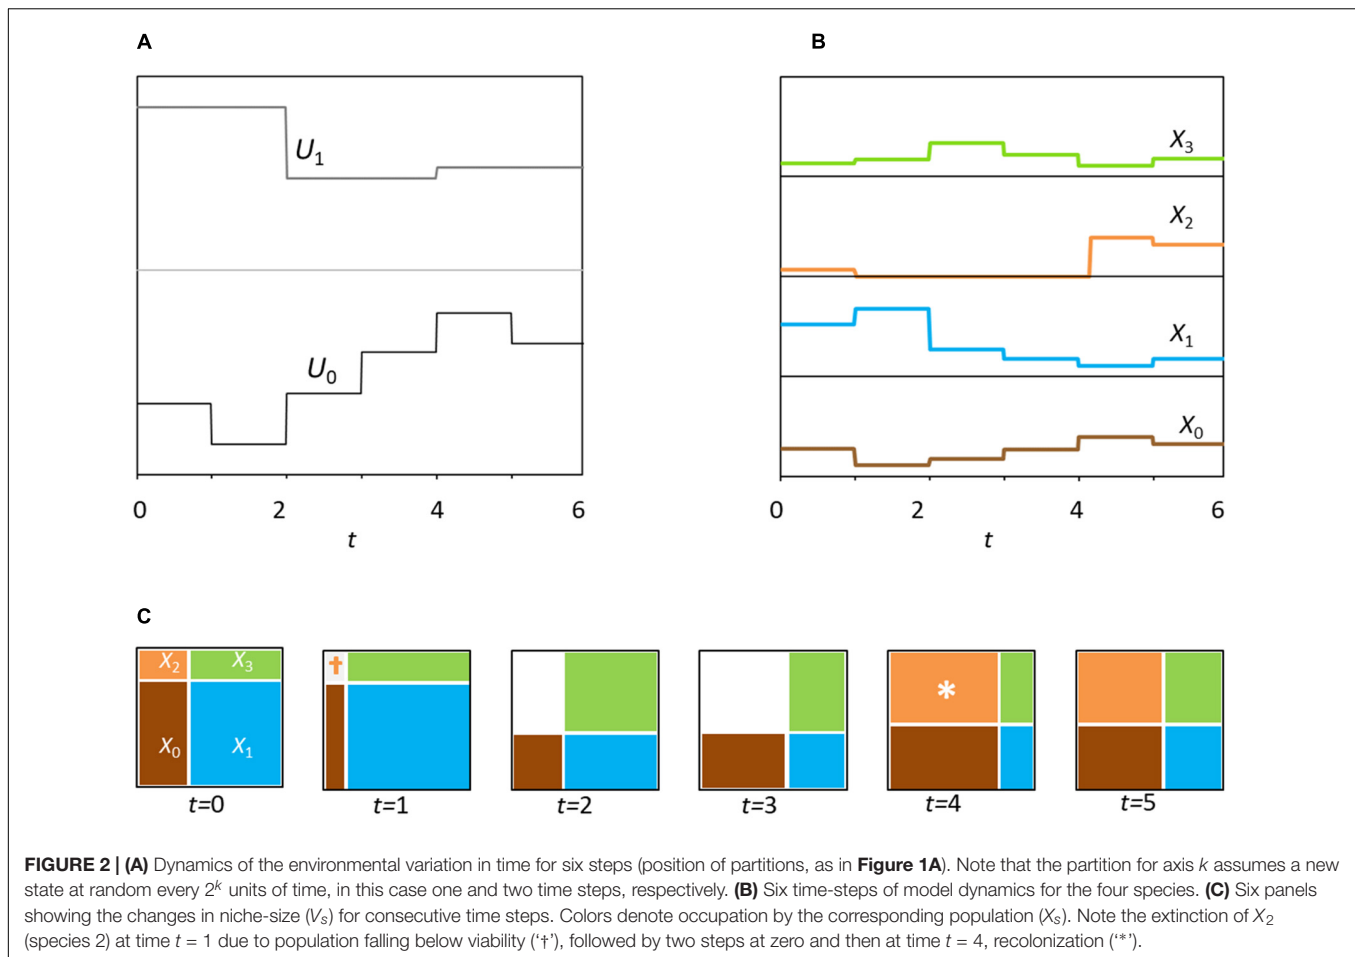 A
B
U₁
U₀
0 2 4 6
t
X₃
X₂
X₁
X₀
0 2 4 6
t
C
X₂ X₃
X₀ X₁
†
*
t=0 t=1 t=2 t=3 t=4 t=5
FIGURE 2 | (A) Dynamics of the environmental variation in time for six steps (position of partitions, as in Figure 1A). Note that the partition for axis k assumes a new
state at random every 2ᵏ units of time, in this case one and two time steps, respectively. (B) Six time-steps of model dynamics for the four species. (C) Six panels
showing the changes in niche-size (Vₛ) for consecutive time steps. Colors denote occupation by the corresponding population (Xₛ). Note the extinction of X₂
(species 2) at time t = 1 due to population falling below viability (‘†’), followed by two steps at zero and then at time t = 4, recolonization (‘*’).